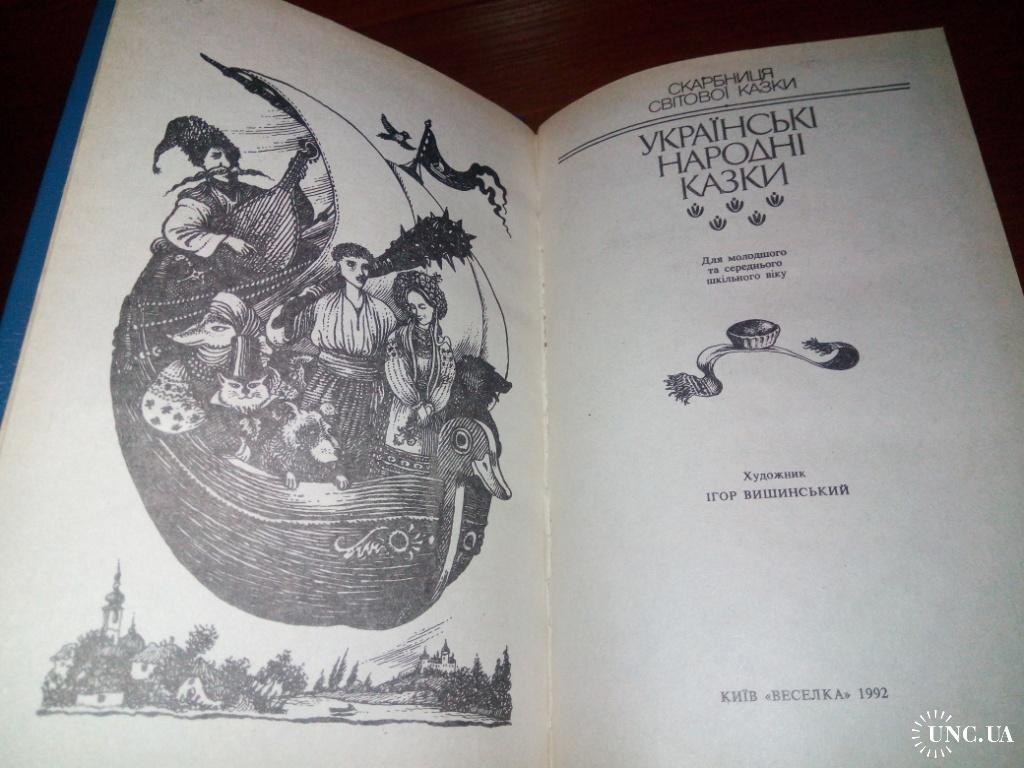 СКАРБНИЦЯ
СВІТОВОЇ КАЗКИ
УКРАЇНСЬКІ
НАРОДНІ
КАЗКИ
Для молодшого
та середнього
шкільного віку
Художник
ІГОР ВИШИНСЬКИЙ
КИЇВ «ВЕСЕЛКА» 1992
UNC.UA